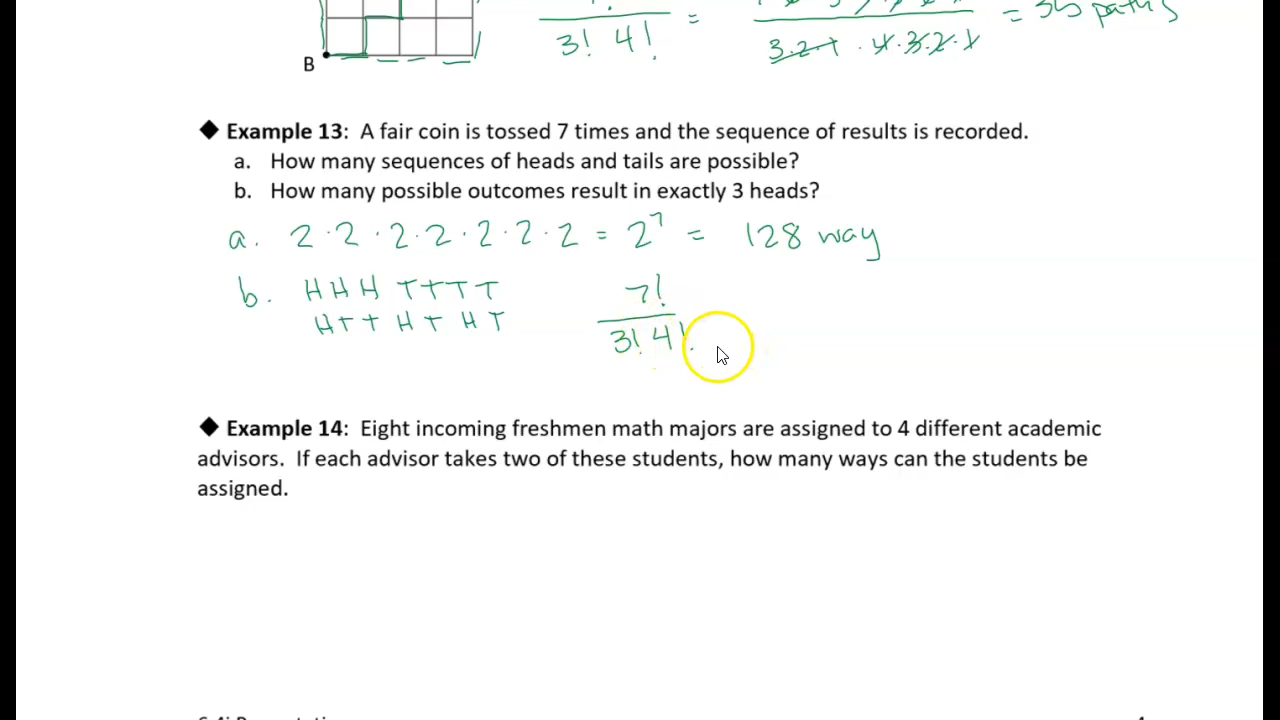 3! 4! = 3·2·1 · 4·3·2·1 = 35 paths
B
◆ Example 13: A fair coin is tossed 7 times and the sequence of results is recorded.
a. How many sequences of heads and tails are possible?
b. How many possible outcomes result in exactly 3 heads?
a. 2 · 2 · 2 · 2 · 2 · 2 · 2 = 2^7 = 128 way
b. H H H T T T T
H T T H T H T
7!
3! 4!
◆ Example 14: Eight incoming freshmen math majors are assigned to 4 different academic
advisors. If each advisor takes two of these students, how many ways can the students be
assigned.